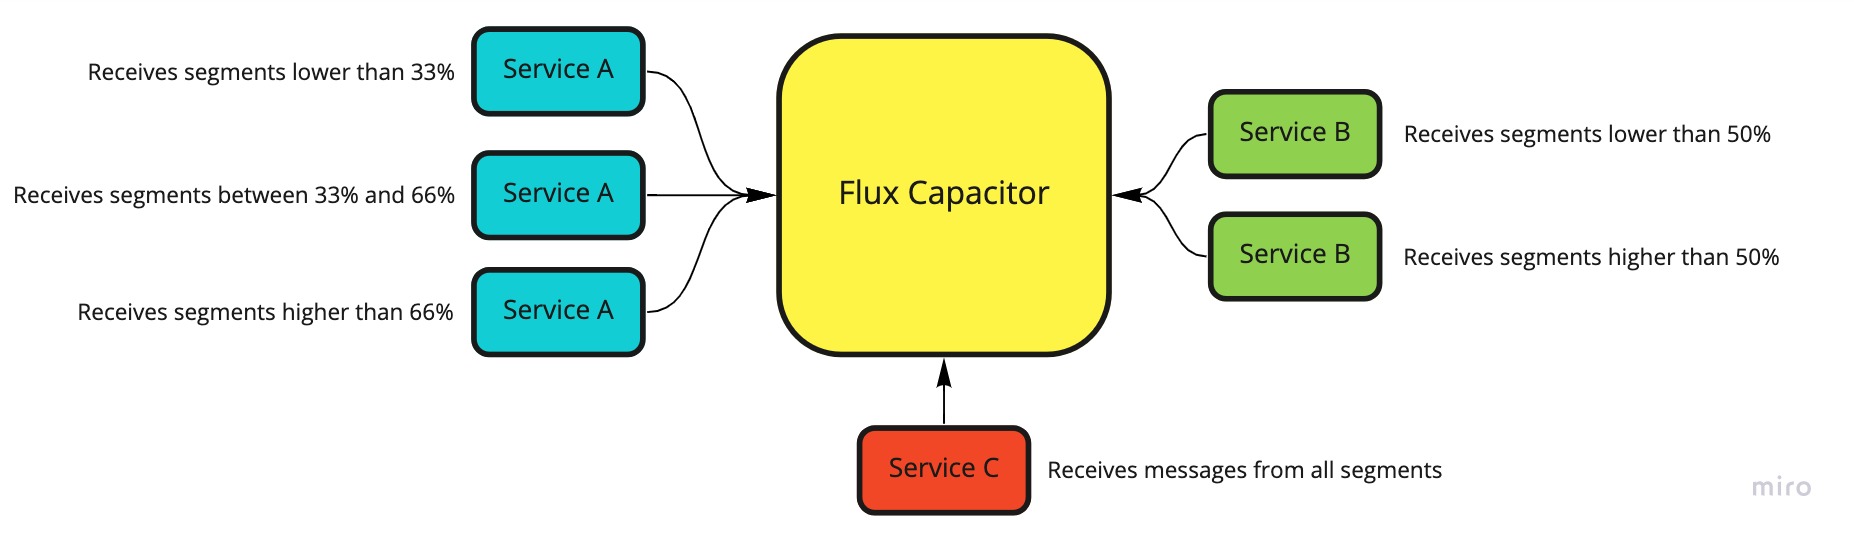 Receives segments lower than 33%
Service A
Receives segments between 33% and 66%
Service A
Receives segments higher than 66%
Service A
Flux Capacitor
Service B
Receives segments lower than 50%
Service B
Receives segments higher than 50%
Service C
Receives messages from all segments
miro